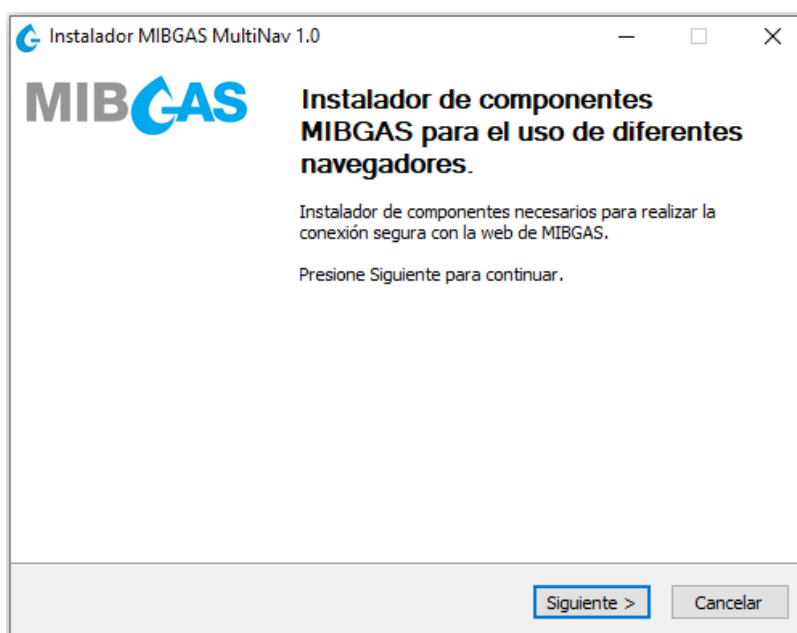 Instalador MIBGAS MultiNav 1.0
MIBGAS
Instalador de componentes
MIBGAS para el uso de diferentes
navegadores.
Instalador de componentes necesarios para realizar la
conexión segura con la web de MIBGAS.
Presione Siguiente para continuar.
Siguiente >
Cancelar